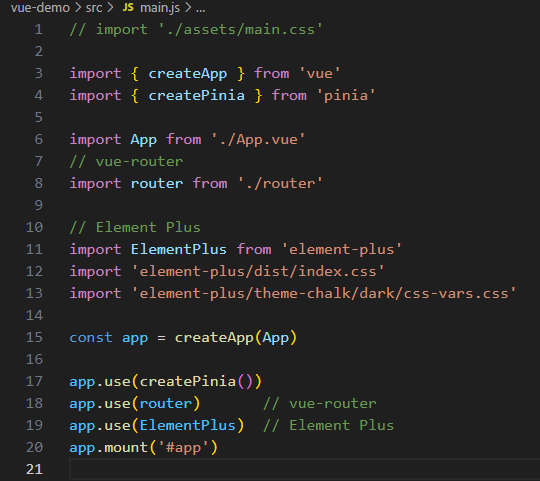 vue-demo > src > JS main.js > ...
1 // import './assets/main.css'
2
3 import { createApp } from 'vue'
4 import { createPinia } from 'pinia'
5
6 import App from './App.vue'
7 // vue-router
8 import router from './router'
9
10 // Element Plus
11 import ElementPlus from 'element-plus'
12 import 'element-plus/dist/index.css'
13 import 'element-plus/theme-chalk/dark/css-vars.css'
14
15 const app = createApp(App)
16
17 app.use(createPinia())
18 app.use(router)       // vue-router
19 app.use(ElementPlus)  // Element Plus
20 app.mount('#app')
21